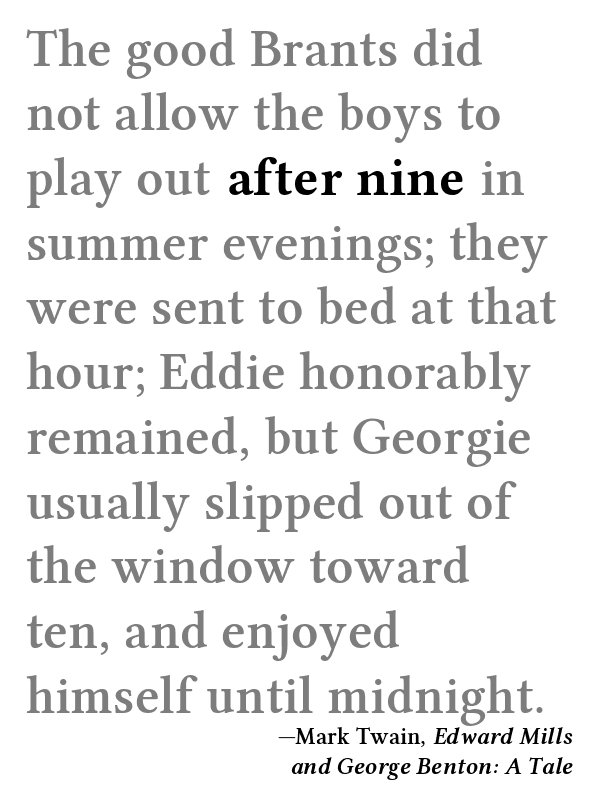 The good Brants did
not allow the boys to
play out after nine in
summer evenings; they
were sent to bed at that
hour; Eddie honorably
remained, but Georgie
usually slipped out of
the window toward
ten, and enjoyed
himself until midnight.
—Mark Twain, Edward Mills
and George Benton: A Tale